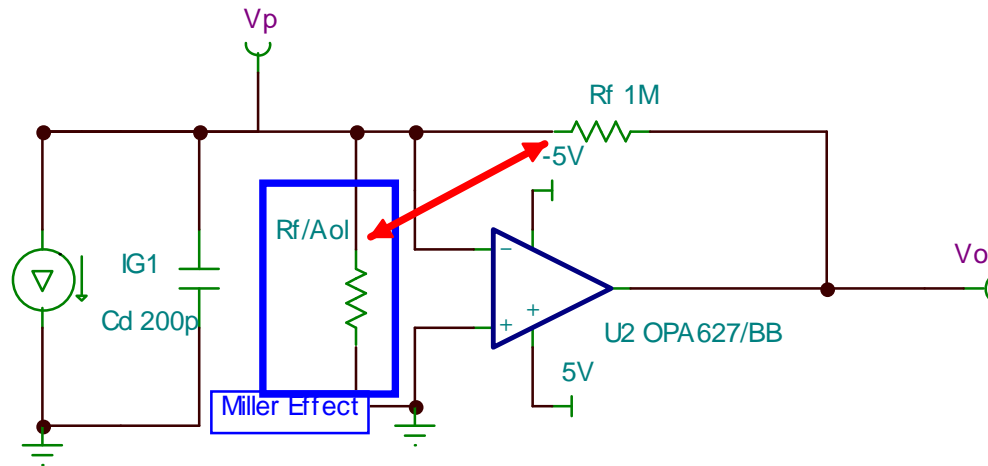 Vp
Rf 1M
-5V
Rf/Aol
IG1
Cd 200p
−
+
+
Vo
U2 OPA627/BB
5V
Miller Effect